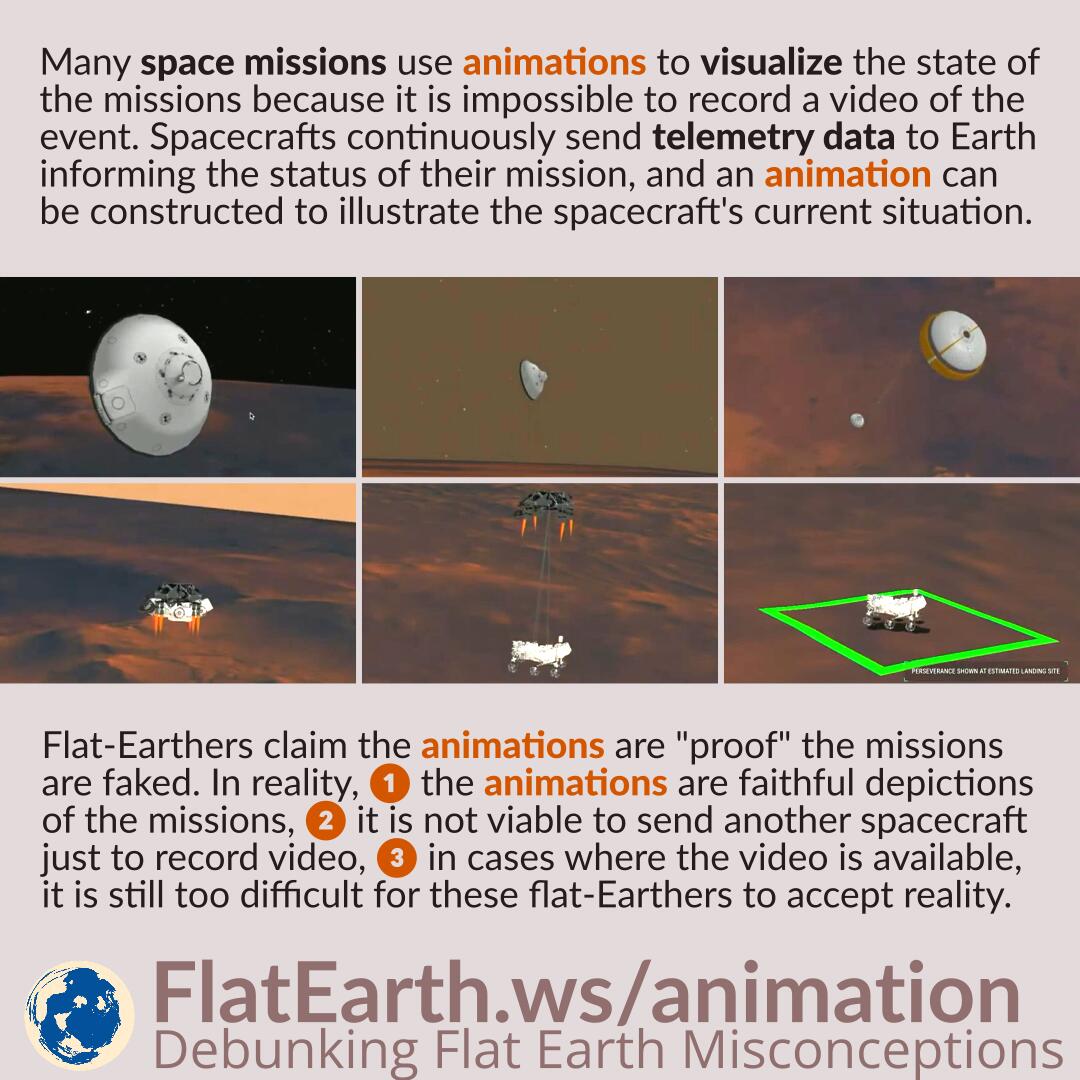 Many space missions use animations to visualize the state of
the missions because it is impossible to record a video of the
event. Spacecrafts continuously send telemetry data to Earth
informing the status of their mission, and an animation can
be constructed to illustrate the spacecraft's current situation.
PERSEVERANCE SHOWN AT ESTIMATED LANDING SITE
Flat-Earthers claim the animations are "proof" the missions
are faked. In reality, 1 the animations are faithful depictions
of the missions, 2 it is not viable to send another spacecraft
just to record video, 3 in cases where the video is available,
it is still too difficult for these flat-Earthers to accept reality.
FlatEarth.ws/animation
Debunking Flat Earth Misconceptions